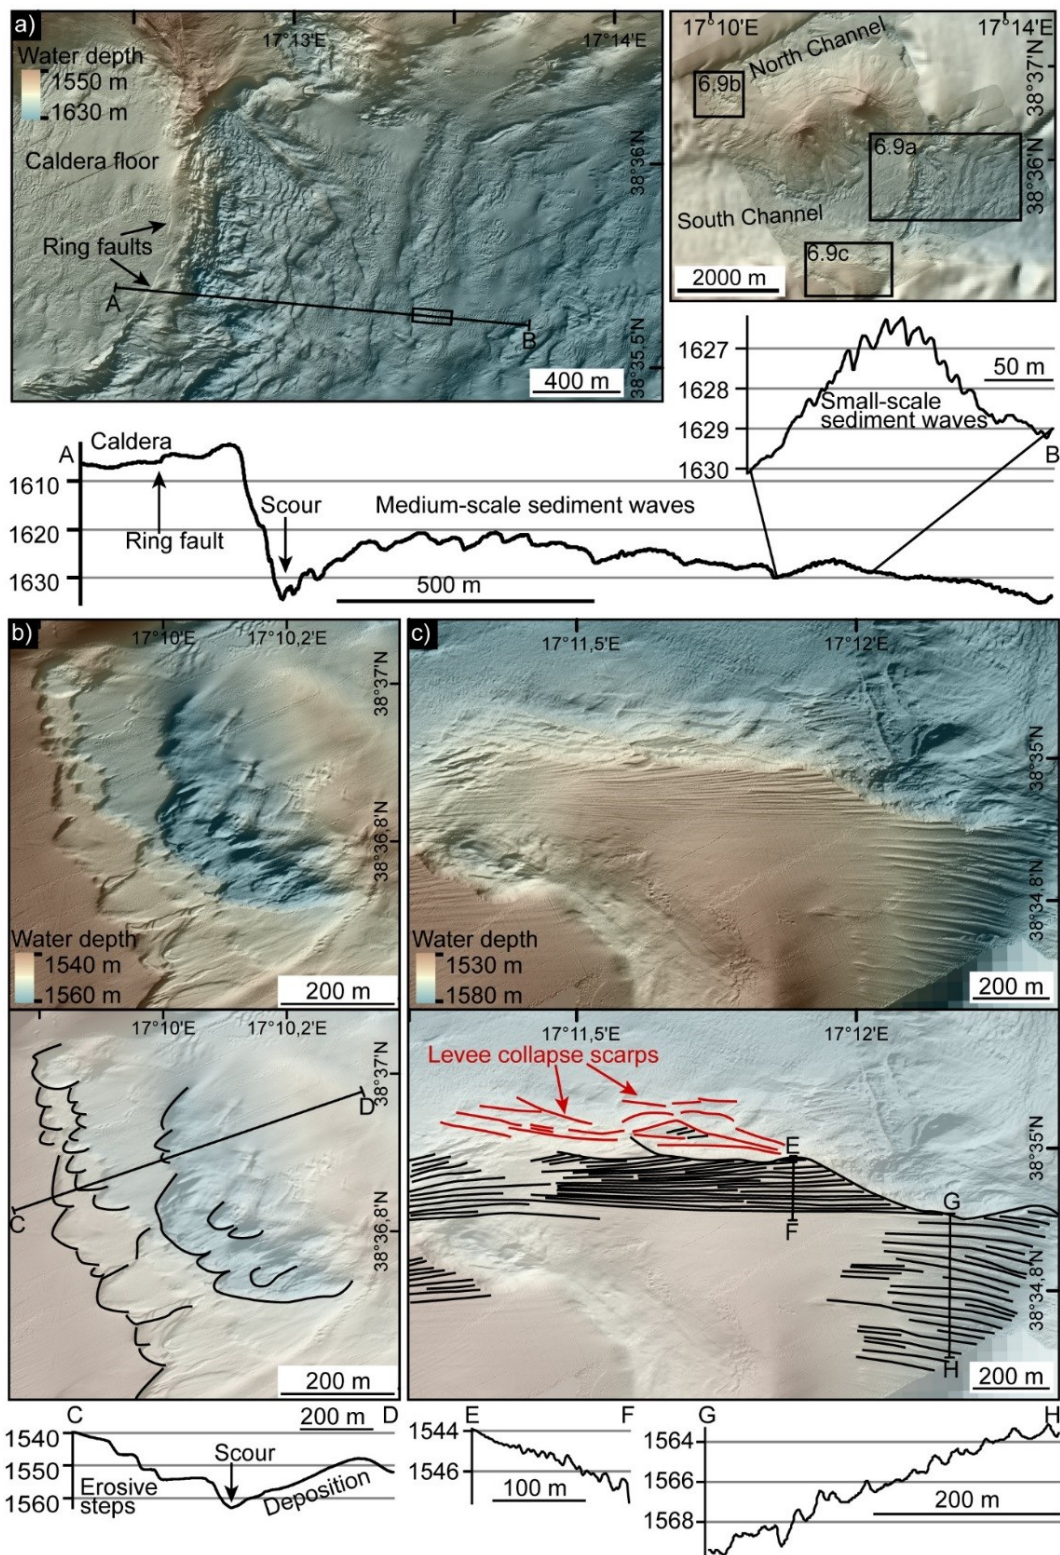 a)
17°13'E
17°14'E
Water depth
1550 m
1630 m
Caldera floor
Ring faults
A
B
38°36'N
38°35.5'N
400 m
17°10'E
17°14'E
North Channel
6.9b
6.9a
South Channel
6.9c
2000 m
38°37'N
38°36'N
1627
1628
1629
1630
50 m
Small-scale
sediment waves
B
A
Caldera
1610
1620
1630
Ring fault
Scour
Medium-scale sediment waves
500 m
b)
17°10'E
17°10,2'E
38°37'N
38°36,8'N
Water depth
1540 m
1560 m
200 m
c)
17°11,5'E
17°12'E
38°35'N
38°34,8'N
Water depth
1530 m
1580 m
200 m
17°10'E
17°10,2'E
38°37'N
38°36,8'N
C
D
200 m
17°11,5'E
17°12'E
Levee collapse scarps
E
F
G
H
38°35'N
38°34,8'N
200 m
C
200 m
D
1540
1550
1560
Scour
Erosive
steps
Deposition
E
F
1544
1546
100 m
G
H
1564
1566
1568
200 m